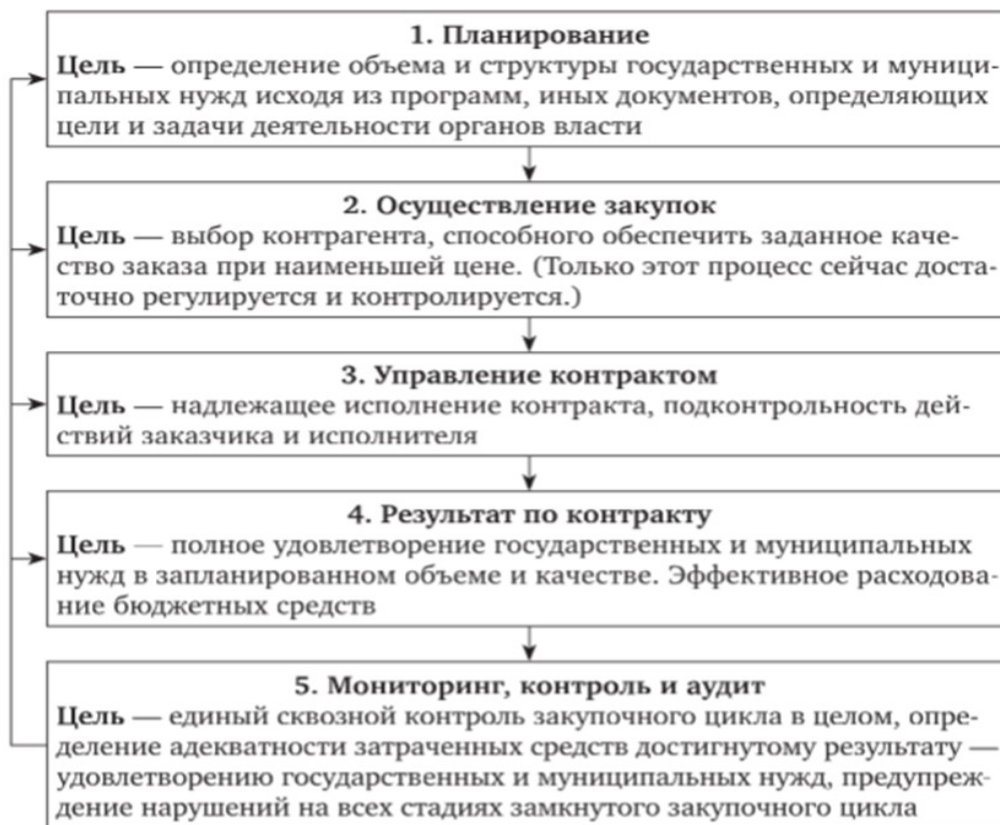 1. Планирование
Цель — определение объема и структуры государственных и муници-
пальных нужд исходя из программ, иных документов, определяющих
цели и задачи деятельности органов власти
2. Осуществление закупок
Цель — выбор контрагента, способного обеспечить заданное каче-
ство заказа при наименьшей цене. (Только этот процесс сейчас доста-
точно регулируется и контролируется.)
3. Управление контрактом
Цель — надлежащее исполнение контракта, подконтрольность дей-
ствий заказчика и исполнителя
4. Результат по контракту
Цель — полное удовлетворение государственных и муниципальных
нужд в запланированном объеме и качестве. Эффективное расходова-
ние бюджетных средств
5. Мониторинг, контроль и аудит
Цель — единый сквозной контроль закупочного цикла в целом, опре-
деление адекватности затраченных средств достигнутому результату —
удовлетворению государственных и муниципальных нужд, предупреж-
дение нарушений на всех стадиях замкнутого закупочного цикла